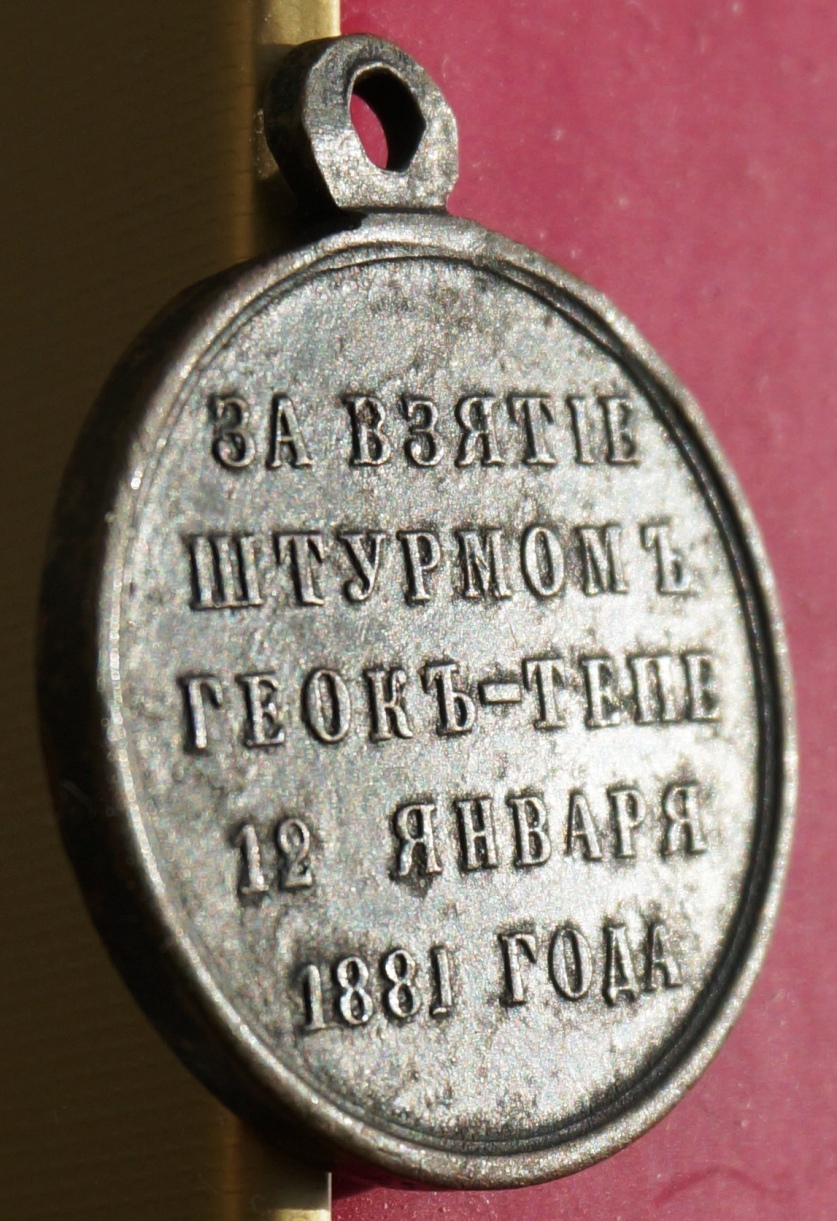 ЗА ВЗЯТІЕ
ШТУРМОМЪ
ГЕОКЪ-ТЕПЕ
12 ЯНВАРЯ
1881 ГОДА